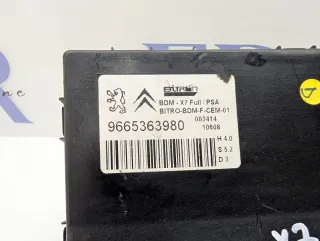 BITRON
BDM - X7 Full / PSA
BITRO-BDM-F-CEM-01
003414
9665363980
10608
H 4.0
S 5.2
D 3